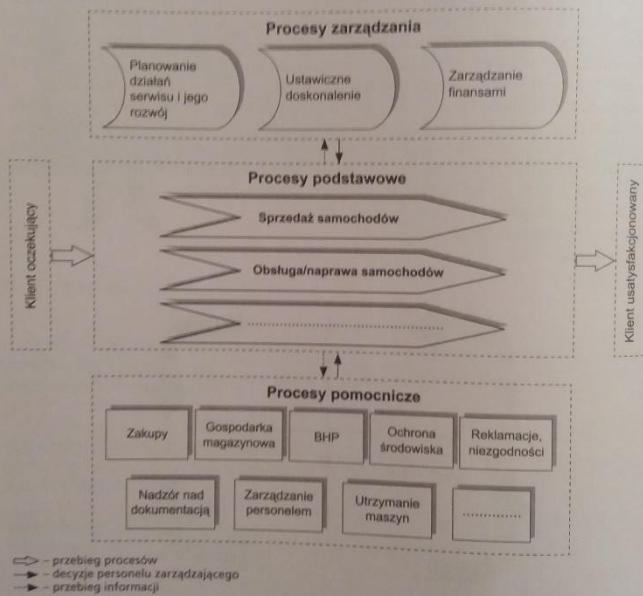 Procesy zarządzania
Planowanie
działań
serwisu i jego
rozwój
Ustawiczne
doskonalenie
Zarządzanie
finansami
Klient oczekujący
Procesy podstawowe
Sprzedaż samochodów
Obsługa/naprawa samochodów
................................................
Klient usatysfakcjonowany
Procesy pomocnicze
Zakupy
Gospodarka
magazynowa
BHP
Ochrona
środowiska
Reklamacje,
niezgodności
Nadzór nad
dokumentacją
Zarządzanie
personelem
Utrzymanie
maszyn
..............
– przebieg procesów
– decyzje personelu zarządzającego
– przebieg informacji